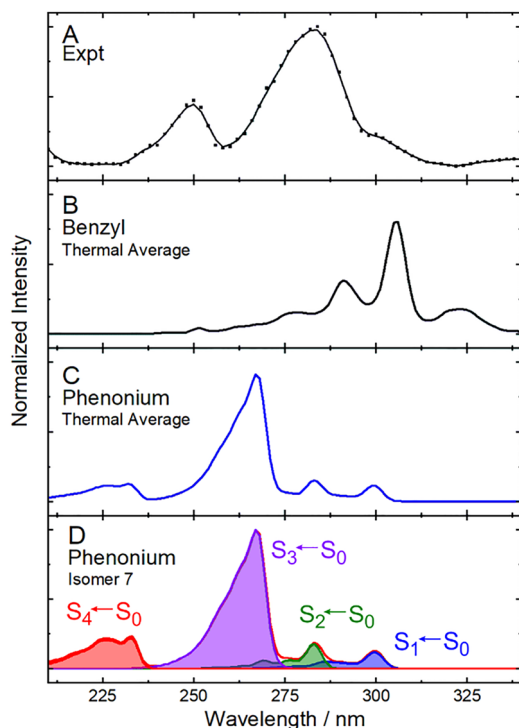 A
Expt
B
Benzyl
Thermal Average
C
Phenonium
Thermal Average
D
Phenonium
Isomer 7
S4←S0
S3←S0
S2←S0
S1←S0
Normalized Intensity
225 250 275 300 325
Wavelength / nm